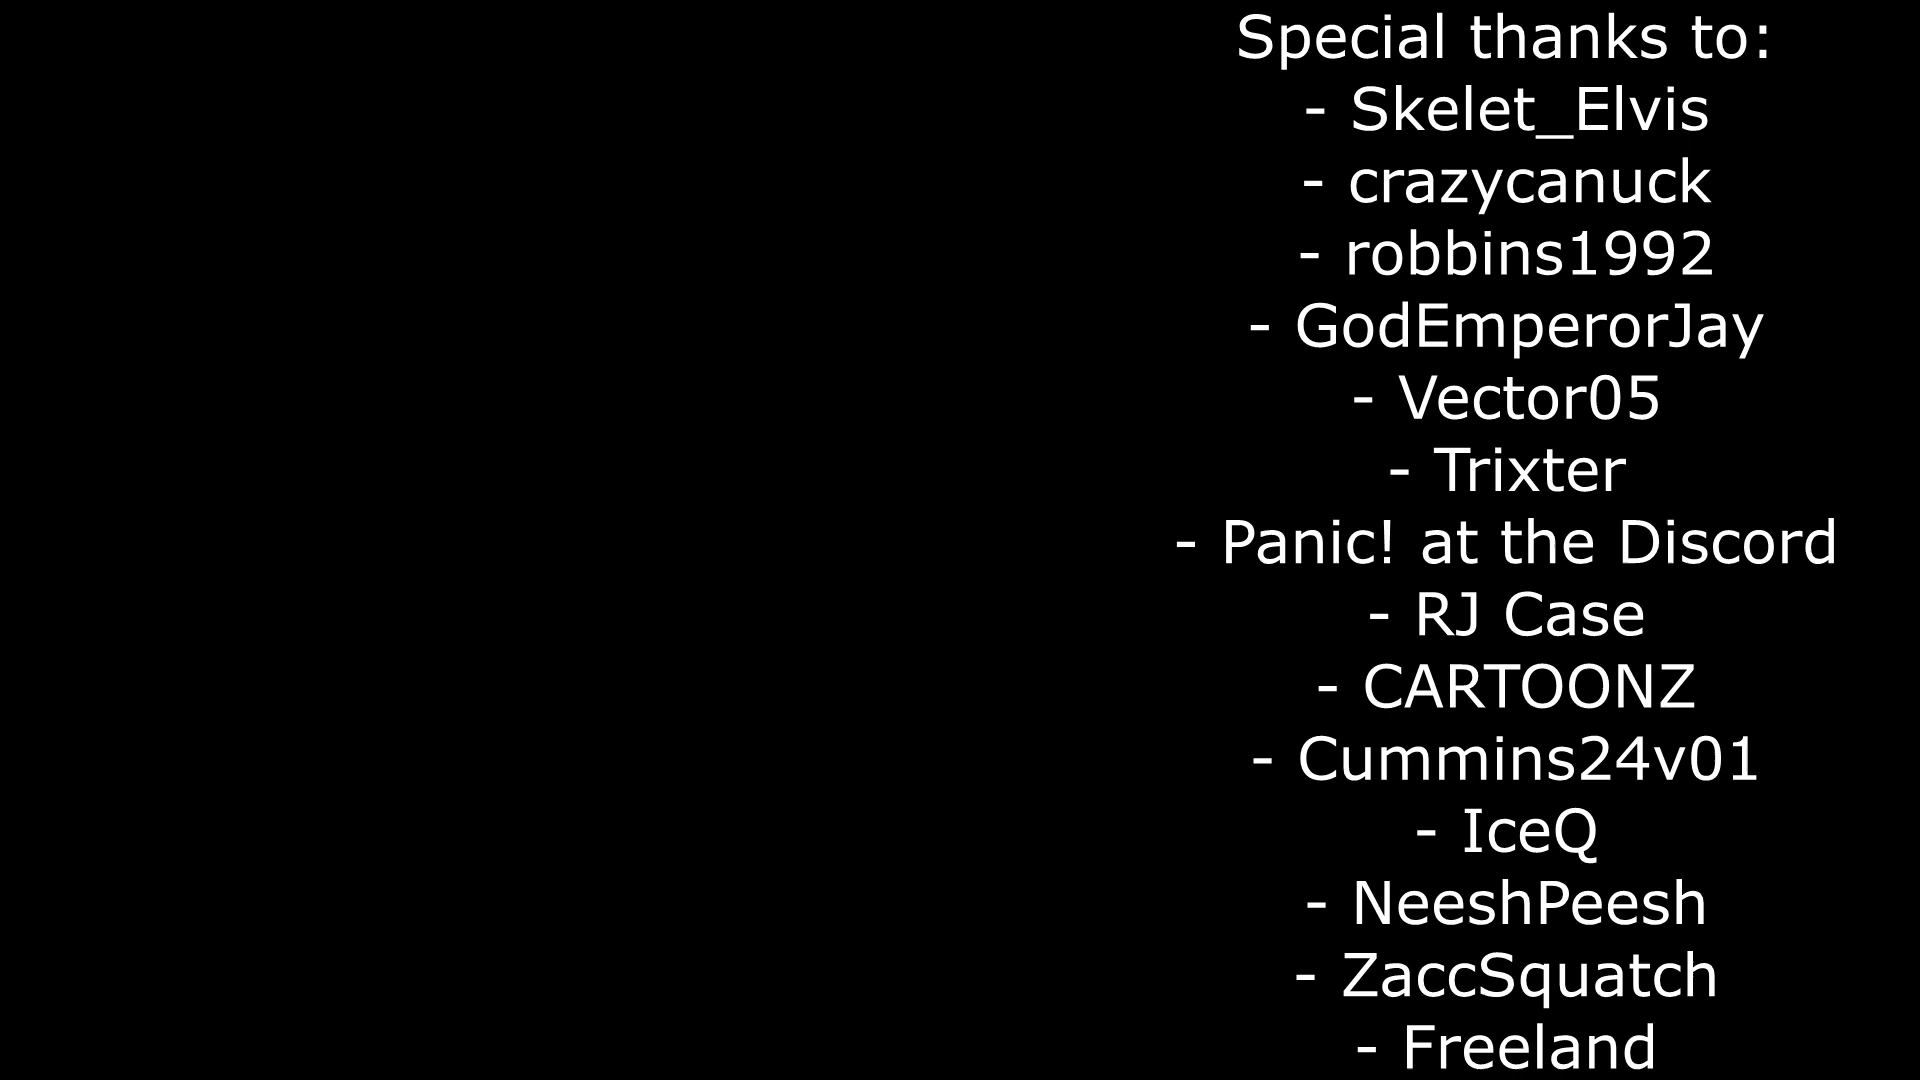 Special thanks to:
- Skelet_Elvis
- crazycanuck
- robbins1992
- GodEmperorJay
- Vector05
- Trixter
- Panic! at the Discord
- RJ Case
- CARTOONZ
- Cummins24v01
- IceQ
- NeeshPeesh
- ZaccSquatch
- Freeland